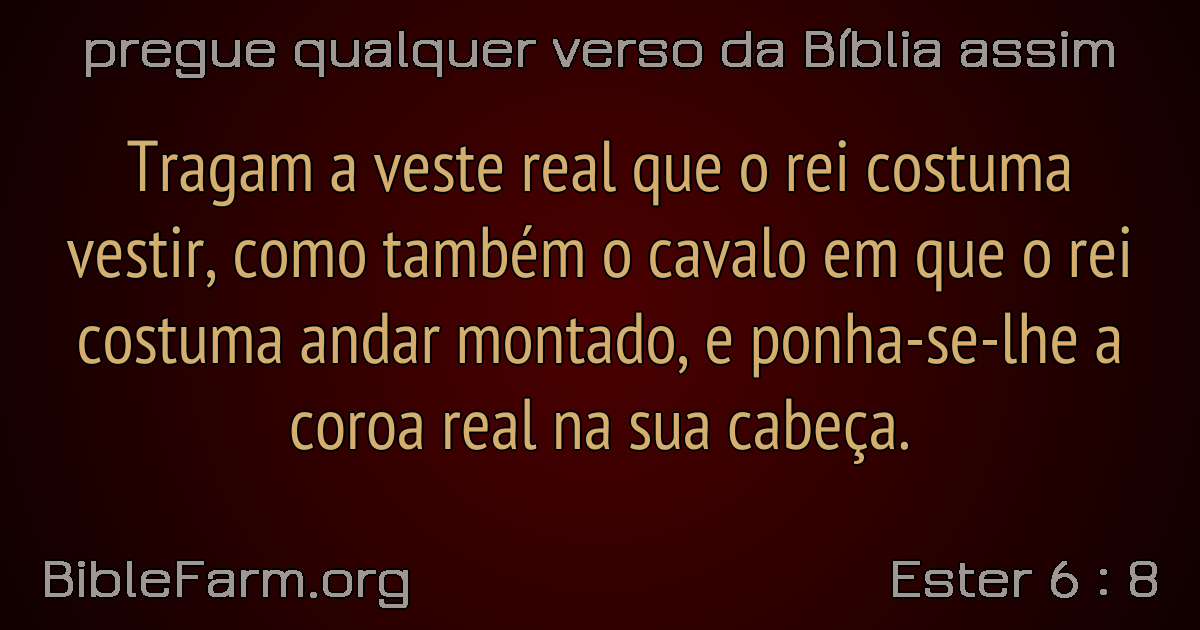 pregue qualquer verso da Bíblia assim
Tragam a veste real que o rei costuma
vestir, como também o cavalo em que o rei
costuma andar montado, e ponha-se-lhe a
coroa real na sua cabeça.
BibleFarm.org
Ester 6 : 8